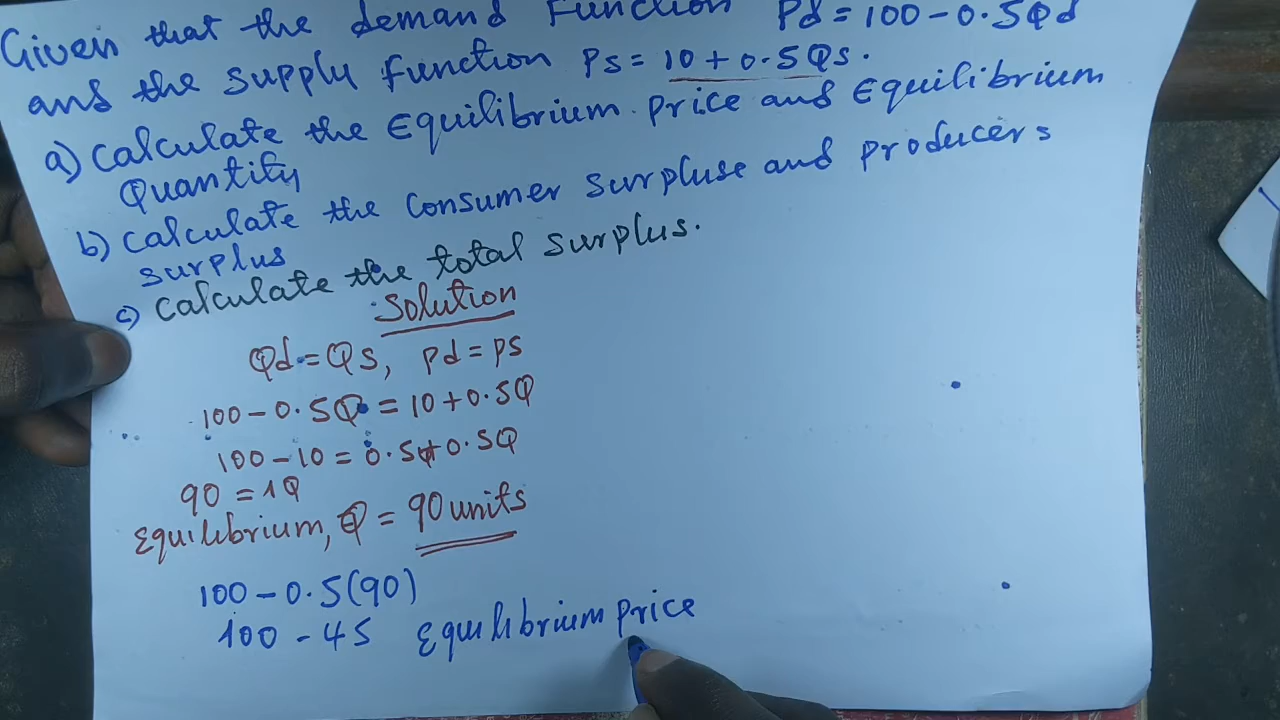 Given that the demand Function Pd = 100 - 0.5Qd
and the supply function Ps = 10 + 0.5Qs.
a) Calculate the Equilibrium Price and Equilibrium
Quantity
b) Calculate the Consumer Surpluse and Producers
surplus
c) Calculate the total surplus.
Solution
Qd = Qs, Pd = Ps
100 - 0.5Q = 10 + 0.5Q
100 - 10 = 0.5Q + 0.5Q
90 = 1Q
Equilibrium, Q = 90 units
100 - 0.5(90)
100 - 45 Equilibrium price